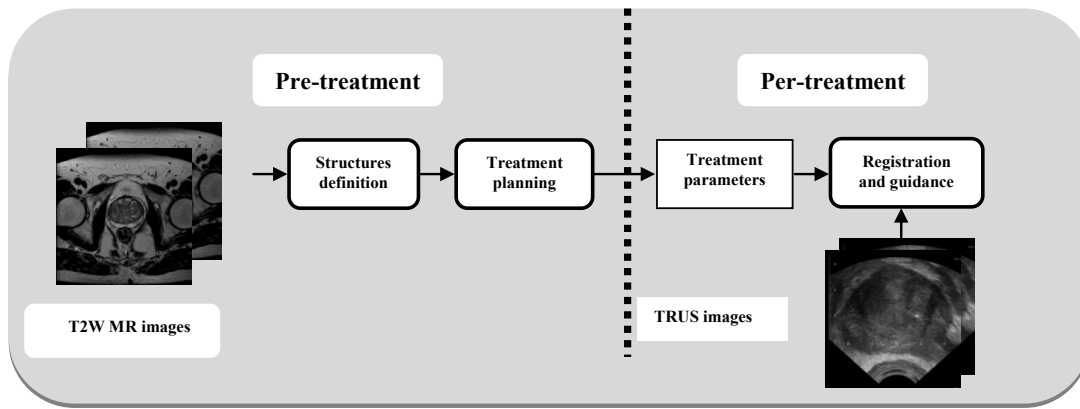 Pre-treatment
Per-treatment
Structures
definition
Treatment
planning
Treatment
parameters
Registration
and guidance
T2W MR images
TRUS images